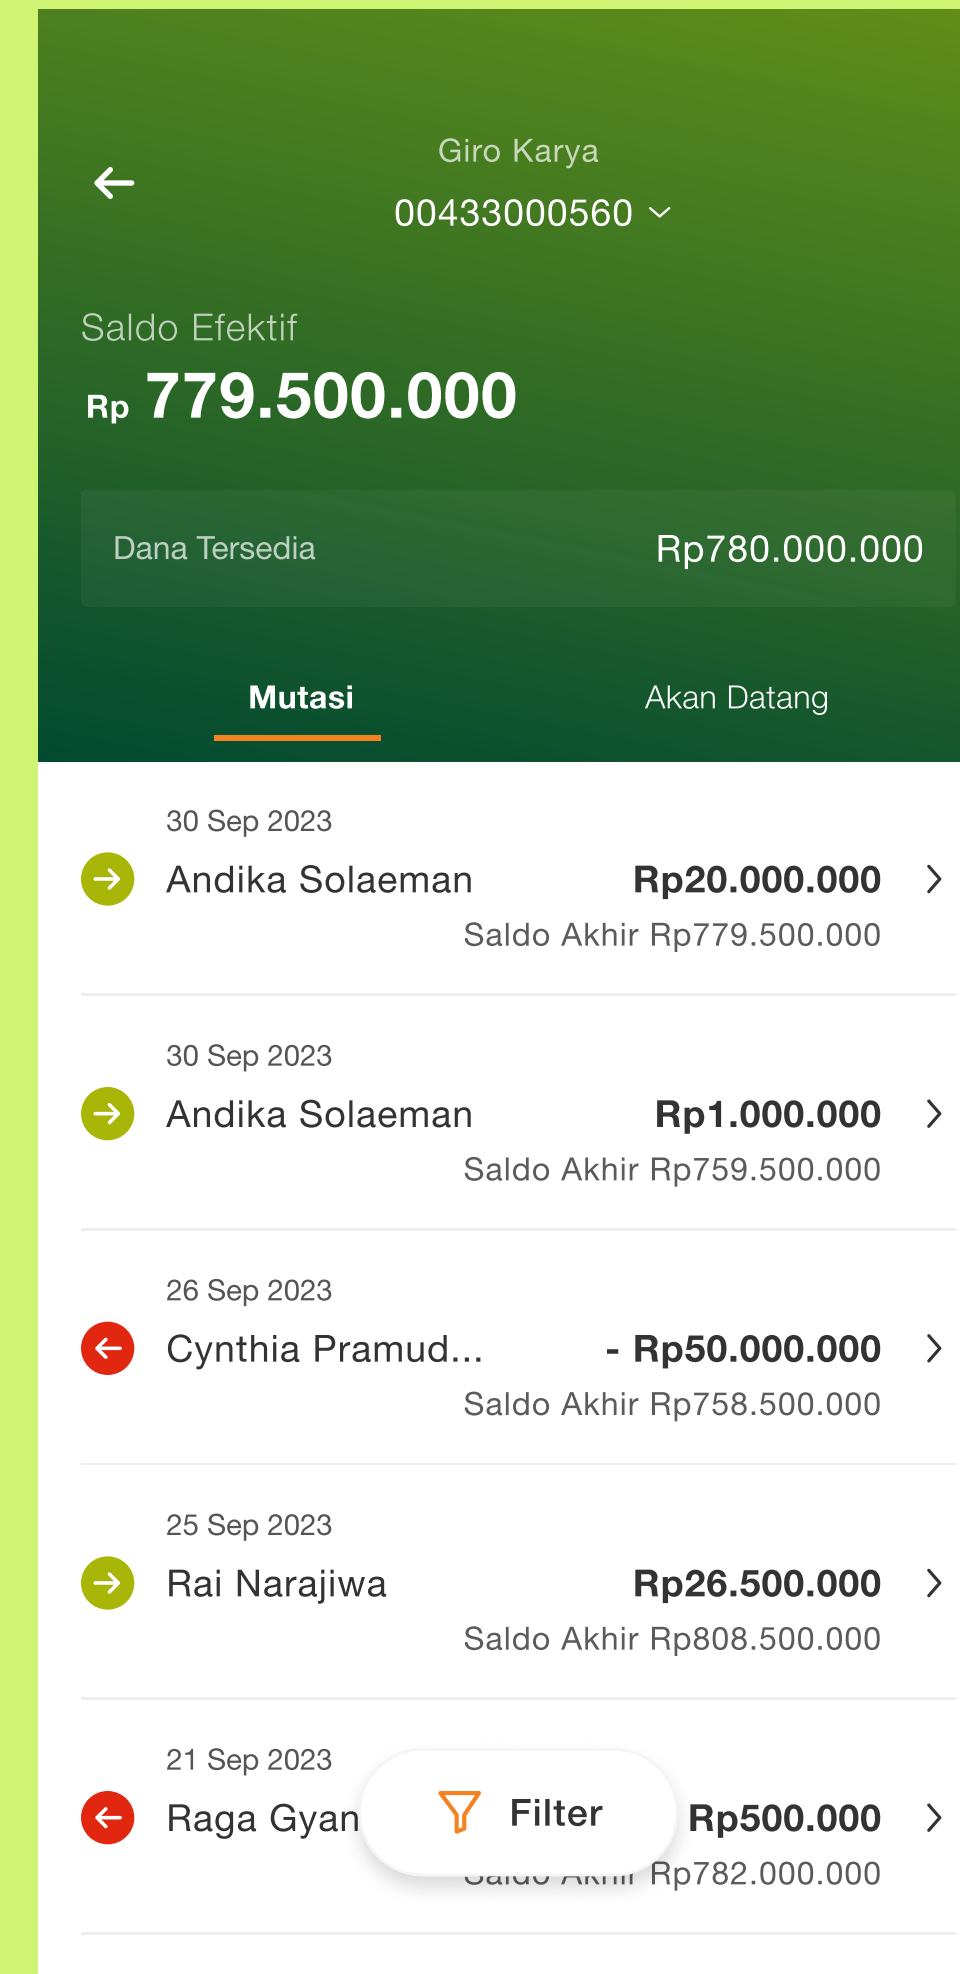 Giro Karya
00433000560
Saldo Efektif
Rp 779.500.000
Dana Tersedia Rp780.000.000
Mutasi Akan Datang
30 Sep 2023
Andika Solaeman Rp20.000.000
Saldo Akhir Rp779.500.000
30 Sep 2023
Andika Solaeman Rp1.000.000
Saldo Akhir Rp759.500.000
26 Sep 2023
Cynthia Pramud... - Rp50.000.000
Saldo Akhir Rp758.500.000
25 Sep 2023
Rai Narajiwa Rp26.500.000
Saldo Akhir Rp808.500.000
21 Sep 2023
Raga Gyan Filter Rp500.000
Saldo Akhir Rp782.000.000